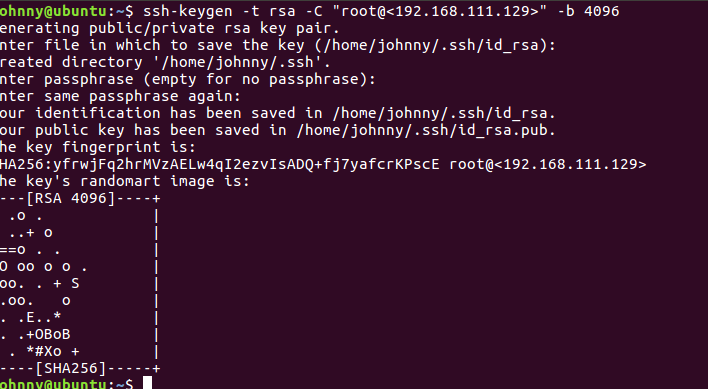 ohnny@ubuntu:~$ ssh-keygen -t rsa -C "root@<192.168.111.129>" -b 4096
enerating public/private rsa key pair.
nter file in which to save the key (/home/johnny/.ssh/id_rsa):
reated directory '/home/johnny/.ssh'.
nter passphrase (empty for no passphrase):
nter same passphrase again:
our identification has been saved in /home/johnny/.ssh/id_rsa.
our public key has been saved in /home/johnny/.ssh/id_rsa.pub.
he key fingerprint is:
HA256:yfrwjFq2hrMVzAELw4qI2ezvIsADQ+fj7yafcrKPscE root@<192.168.111.129>
he key's randomart image is:
---[RSA 4096]----+
 .o .            |
 ..+ o           |
==o . .          |
O oo o o .       |
oo. . + S        |
.oo.   o         |
. .E..*          |
. .+OBoB         |
 . *#Xo +        |
----[SHA256]-----+
ohnny@ubuntu:~$